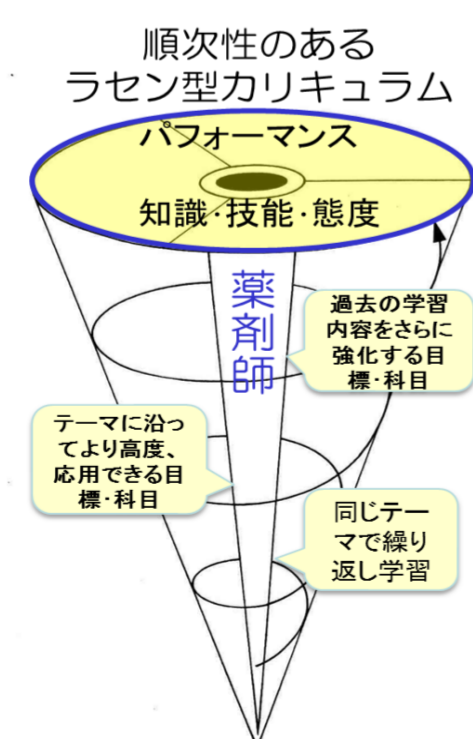 順次性のある
ラセン型カリキュラム
パフォーマンス
知識・技能・態度
薬剤師
過去の学習
内容をさらに
強化する目
標・科目
テーマに沿っ
てより高度、
応用できる目
標・科目
同じテー
マで繰り
返し学習